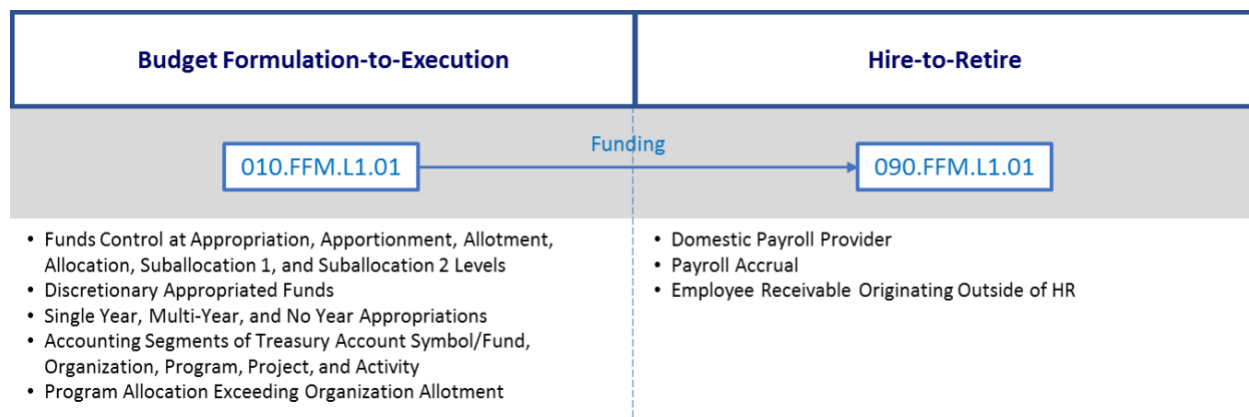 Budget Formulation-to-Execution
Hire-to-Retire
Funding
010.FFM.L1.01
090.FFM.L1.01
• Funds Control at Appropriation, Apportionment, Allotment,
Allocation, Suballocation 1, and Suballocation 2 Levels
• Discretionary Appropriated Funds
• Single Year, Multi-Year, and No Year Appropriations
• Accounting Segments of Treasury Account Symbol/Fund,
Organization, Program, Project, and Activity
• Program Allocation Exceeding Organization Allotment
• Domestic Payroll Provider
• Payroll Accrual
• Employee Receivable Originating Outside of HR